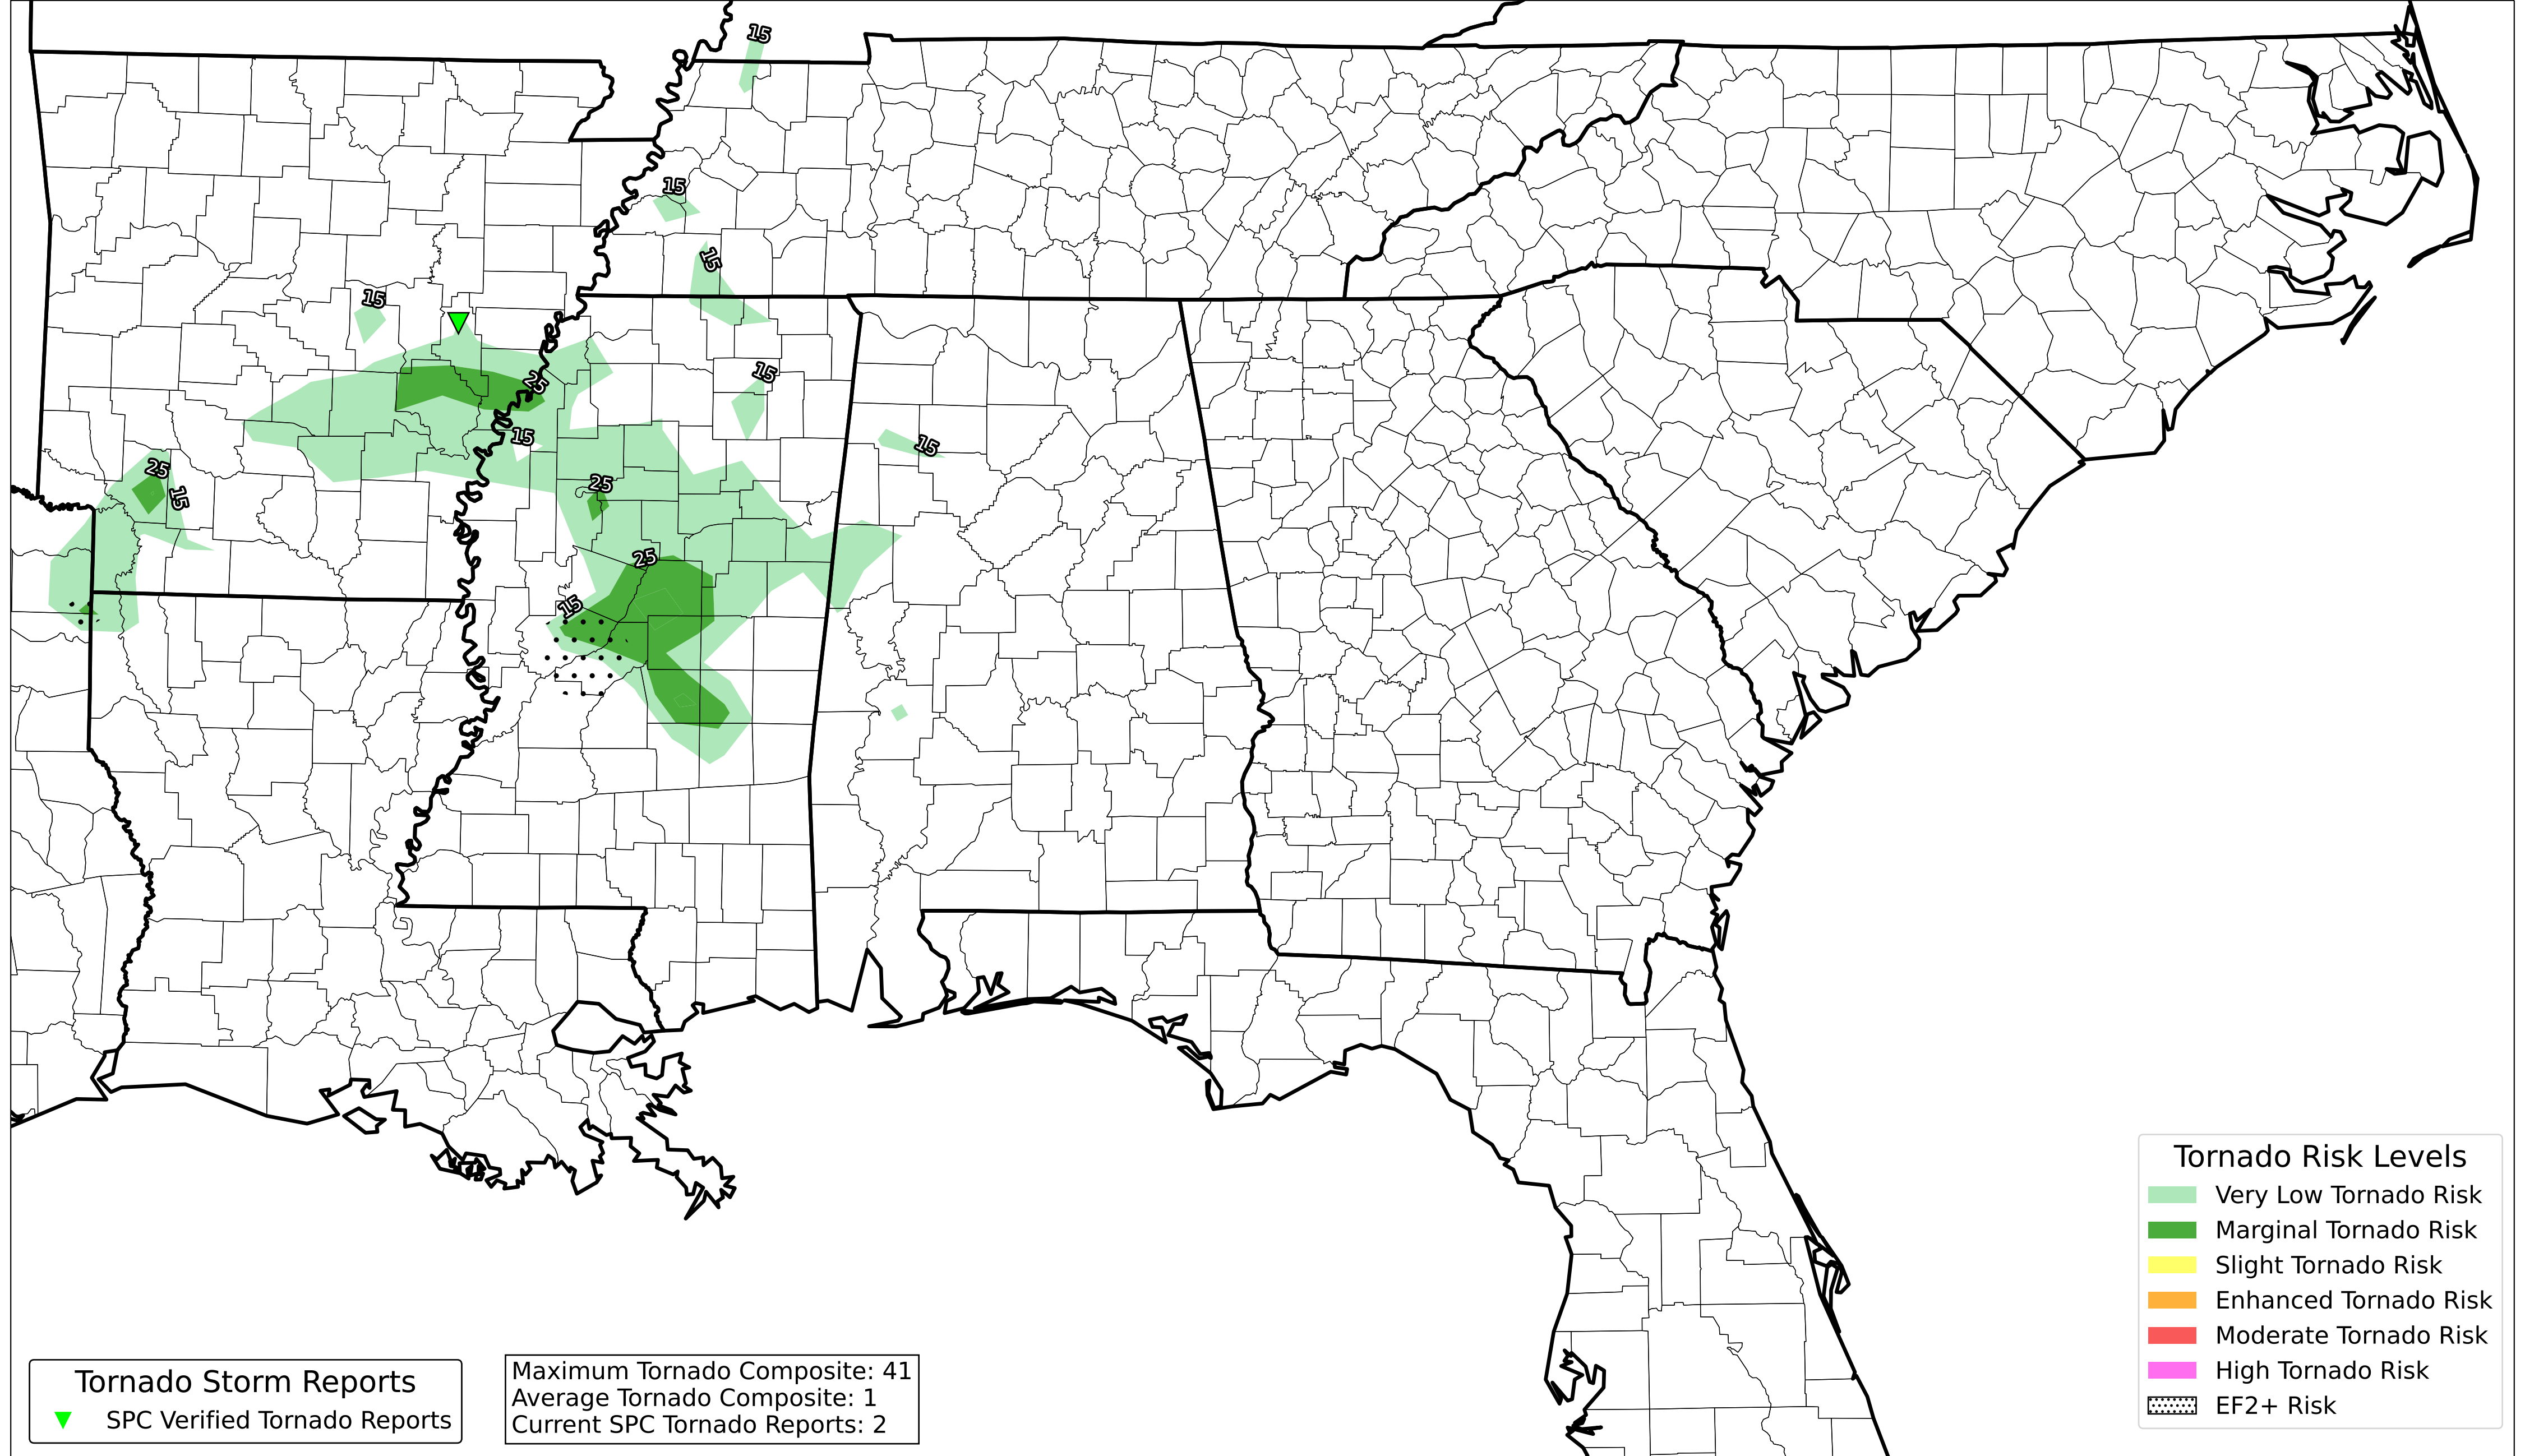 15
15
15
15
25
15
15
15
25
15
25
25
15
Tornado Risk Levels
Very Low Tornado Risk
Marginal Tornado Risk
Slight Tornado Risk
Enhanced Tornado Risk
Moderate Tornado Risk
High Tornado Risk
EF2+ Risk
Tornado Storm Reports
SPC Verified Tornado Reports
Maximum Tornado Composite: 41
Average Tornado Composite: 1
Current SPC Tornado Reports: 2